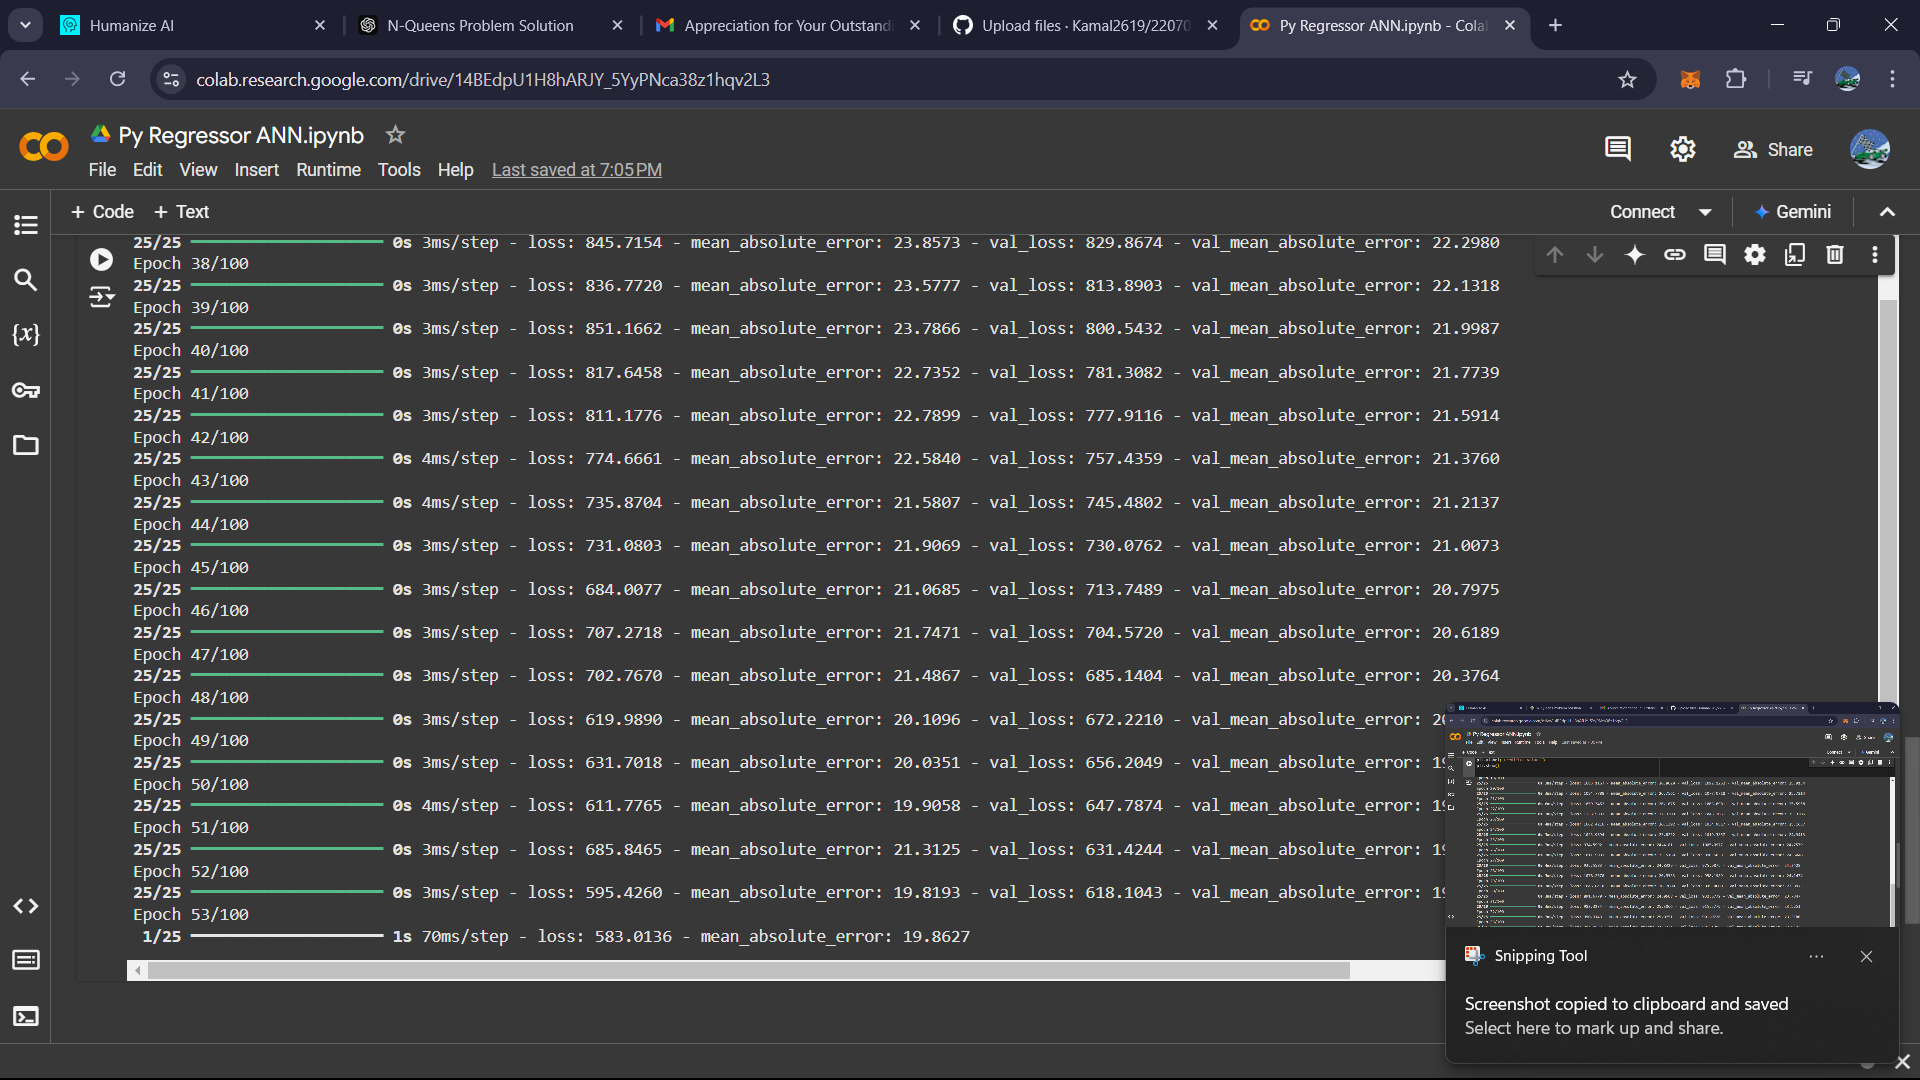 Humanize AI
N-Queens Problem Solution
Appreciation for Your Outstandi
Upload files · Kamal2619/22070
Py Regressor ANN.ipynb - Cola
colab.research.google.com/drive/14BEdpU1H8hARJY_5YyPNca38z1hqv2L3
Py Regressor ANN.ipynb
Share
File Edit View Insert Runtime Tools Help Last saved at 7:05 PM
+ Code + Text Connect Gemini
25/25 0s 3ms/step - loss: 845.7154 - mean_absolute_error: 23.8573 - val_loss: 829.8674 - val_mean_absolute_error: 22.2980
Epoch 38/100
25/25 0s 3ms/step - loss: 836.7720 - mean_absolute_error: 23.5777 - val_loss: 813.8903 - val_mean_absolute_error: 22.1318
Epoch 39/100
25/25 0s 3ms/step - loss: 851.1662 - mean_absolute_error: 23.7866 - val_loss: 800.5432 - val_mean_absolute_error: 21.9987
Epoch 40/100
25/25 0s 3ms/step - loss: 817.6458 - mean_absolute_error: 22.7352 - val_loss: 781.3082 - val_mean_absolute_error: 21.7739
Epoch 41/100
25/25 0s 3ms/step - loss: 811.1776 - mean_absolute_error: 22.7899 - val_loss: 777.9116 - val_mean_absolute_error: 21.5914
Epoch 42/100
25/25 0s 4ms/step - loss: 774.6661 - mean_absolute_error: 22.5840 - val_loss: 757.4359 - val_mean_absolute_error: 21.3760
Epoch 43/100
25/25 0s 4ms/step - loss: 735.8704 - mean_absolute_error: 21.5807 - val_loss: 745.4802 - val_mean_absolute_error: 21.2137
Epoch 44/100
25/25 0s 3ms/step - loss: 731.0803 - mean_absolute_error: 21.9069 - val_loss: 730.0762 - val_mean_absolute_error: 21.0073
Epoch 45/100
25/25 0s 3ms/step - loss: 684.0077 - mean_absolute_error: 21.0685 - val_loss: 713.7489 - val_mean_absolute_error: 20.7975
Epoch 46/100
25/25 0s 3ms/step - loss: 707.2718 - mean_absolute_error: 21.7471 - val_loss: 704.5720 - val_mean_absolute_error: 20.6189
Epoch 47/100
25/25 0s 3ms/step - loss: 702.7670 - mean_absolute_error: 21.4867 - val_loss: 685.1404 - val_mean_absolute_error: 20.3764
Epoch 48/100
25/25 0s 3ms/step - loss: 619.9890 - mean_absolute_error: 20.1096 - val_loss: 672.2210 - val_mean_absolute_error: 20
Epoch 49/100
25/25 0s 3ms/step - loss: 631.7018 - mean_absolute_error: 20.0351 - val_loss: 656.2049 - val_mean_absolute_error: 19
Epoch 50/100
25/25 0s 4ms/step - loss: 611.7765 - mean_absolute_error: 19.9058 - val_loss: 647.7874 - val_mean_absolute_error: 19
Epoch 51/100
25/25 0s 3ms/step - loss: 685.8465 - mean_absolute_error: 21.3125 - val_loss: 631.4244 - val_mean_absolute_error: 19
Epoch 52/100
25/25 0s 3ms/step - loss: 595.4260 - mean_absolute_error: 19.8193 - val_loss: 618.1043 - val_mean_absolute_error: 19
Epoch 53/100
1/25 1s 70ms/step - loss: 583.0136 - mean_absolute_error: 19.8627
Snipping Tool
Screenshot copied to clipboard and saved
Select here to mark up and share.